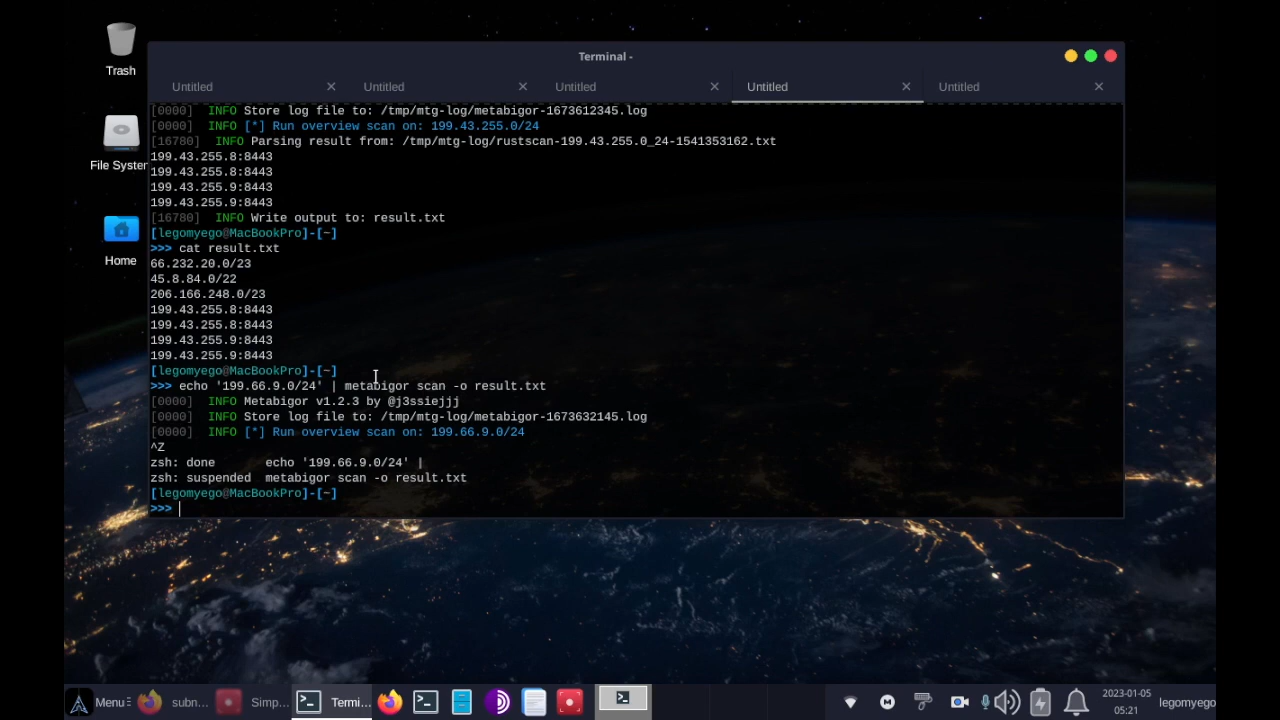 Trash
File Syster
Home
Terminal -
Untitled
Untitled
Untitled
Untitled
Untitled
[0000] INFO Store log file to: /tmp/mtg-log/metabigor-1673612345.log
[0000] INFO [*] Run overview scan on: 199.43.255.0/24
[16780] INFO Parsing result from: /tmp/mtg-log/rustscan-199.43.255.0_24-1541353162.txt
199.43.255.8:8443
199.43.255.8:8443
199.43.255.9:8443
199.43.255.9:8443
[16780] INFO Write output to: result.txt
[legomyego@MacBookPro]-[~]
>>> cat result.txt
66.232.20.0/23
45.8.84.0/22
206.166.248.0/23
199.43.255.8:8443
199.43.255.8:8443
199.43.255.9:8443
199.43.255.9:8443
[legomyego@MacBookPro]-[~]
>>> echo '199.66.9.0/24' | metabigor scan -o result.txt
[0000] INFO Metabigor v1.2.3 by @j3ssiejjj
[0000] INFO Store log file to: /tmp/mtg-log/metabigor-1673632145.log
[0000] INFO [*] Run overview scan on: 199.66.9.0/24
^Z
zsh: done echo '199.66.9.0/24' |
zsh: suspended metabigor scan -o result.txt
[legomyego@MacBookPro]-[~]
>>>
Menu
subn...
Simp...
Termi...
M
2023-01-05
05:21
legomyego